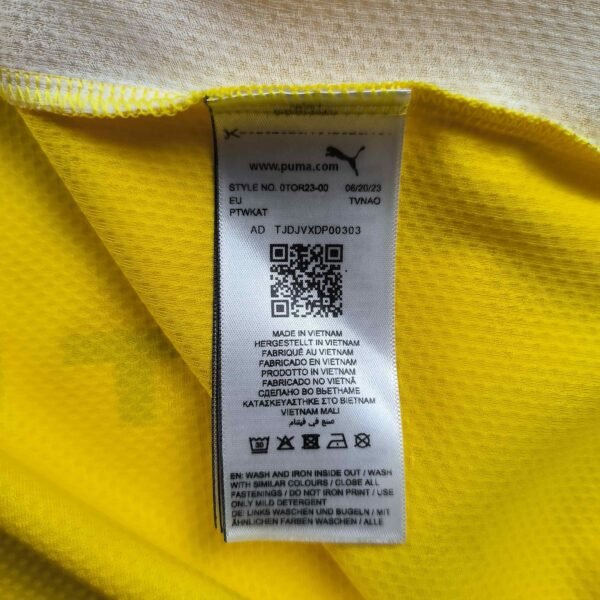 www.puma.com
STYLE NO. 0TOR23-00 06/20/23
EU TVNAO
PTWKAT
AD TJDJVXDP00303
MADE IN VIETNAM
HERGESTELLT IN VIETNAM
FABRIQUÉ AU VIETNAM
FABRICADO EN VIETNAM
PRODOTTO IN VIETNAM
FABRICADO NO VIETNÃ
СДЕЛАНО ВО ВЬЕТНАМЕ
ΚΑΤΑΣΚΕΥΑΣΤΗΚΕ ΣΤΟ ΒΙΕΤΝΑΜ
VIETNAM MALI
صنع في فيتنام
30
EN: WASH AND IRON INSIDE OUT / WASH
WITH SIMILAR COLOURS / CLOSE ALL
FASTENINGS / DO NOT IRON PRINT / USE
ONLY MILD DETERGENT
DE: LINKS WASCHEN UND BÜGELN / MIT
ÄHNLICHEN FARBEN WASCHEN / ALLE